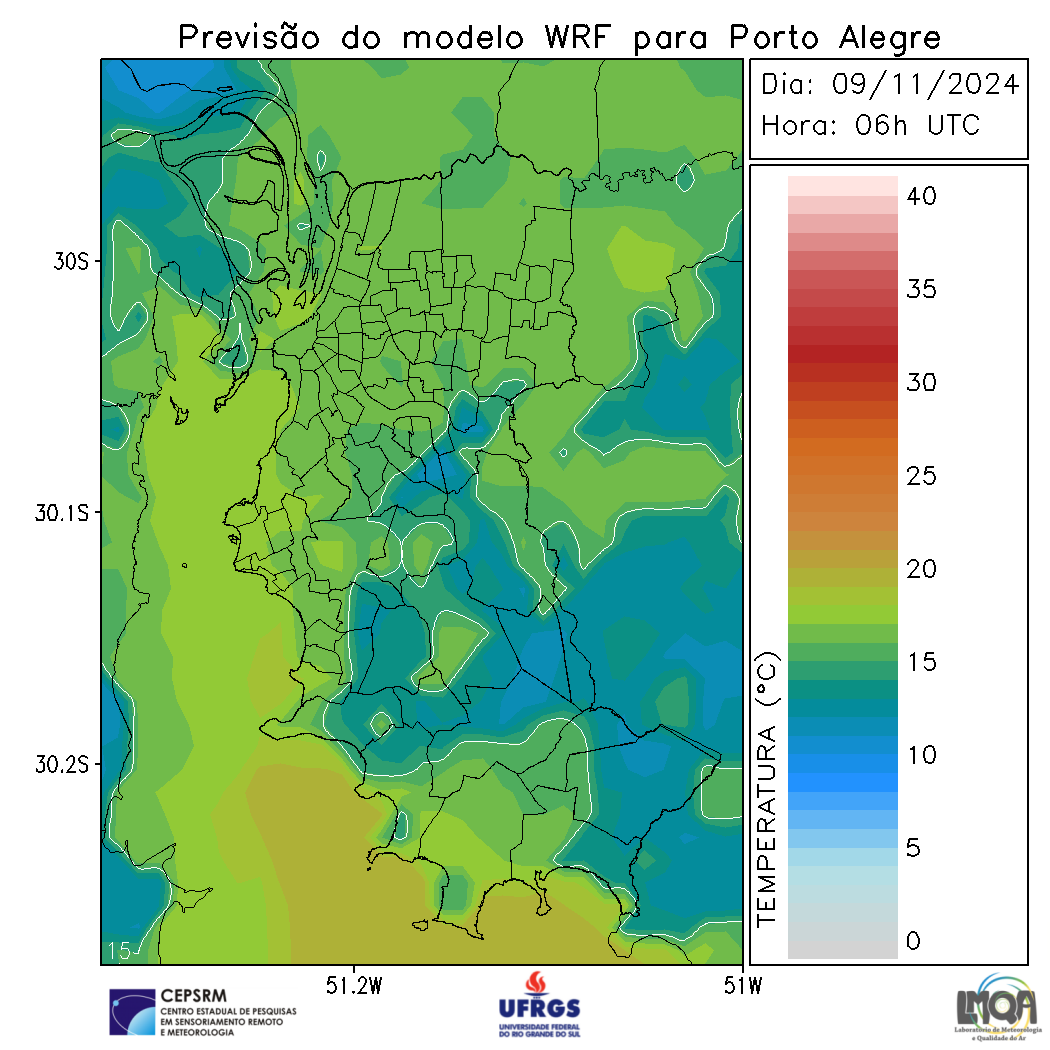 Previsão do modelo WRF para Porto Alegre
Dia: 09/11/2024
Hora: 06h UTC
30S
30.1S
30.2S
51.2W
51W
15
TEMPERATURA (°C)
40
35
30
25
20
15
10
5
0
CEPSRM
CENTRO ESTADUAL DE PESQUISAS
EM SENSORIAMENTO REMOTO
E METEOROLOGIA
UFRGS
UNIVERSIDADE FEDERAL
DO RIO GRANDE DO SUL
LMQA
Laboratório de Meteorologia
e Qualidade do Ar